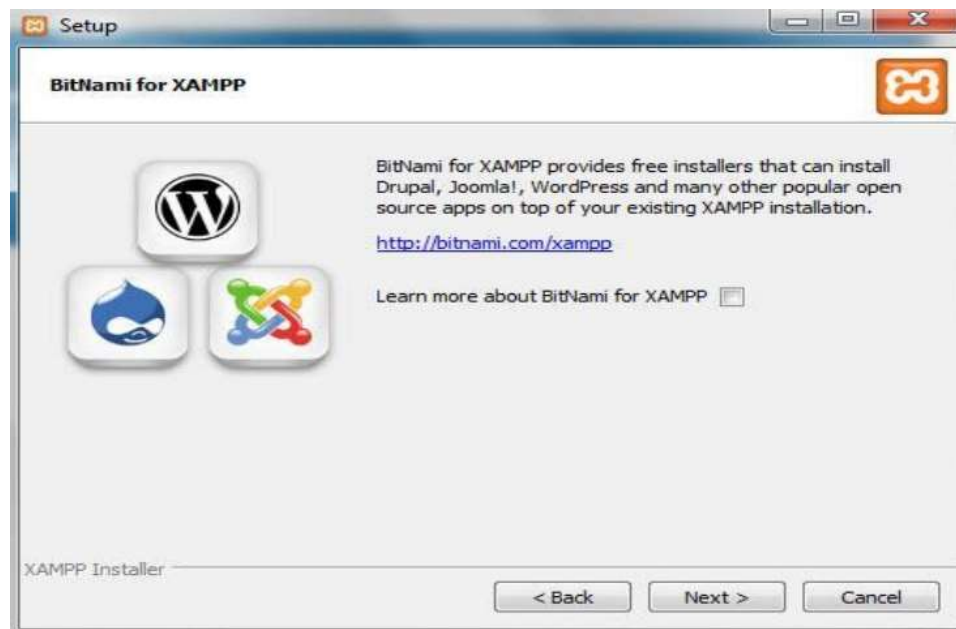 Setup
BitNami for XAMPP
BitNami for XAMPP provides free installers that can install
Drupal, Joomla!, WordPress and many other popular open
source apps on top of your existing XAMPP installation.
http://bitnami.com/xampp
Learn more about BitNami for XAMPP
XAMPP Installer
< Back
Next >
Cancel